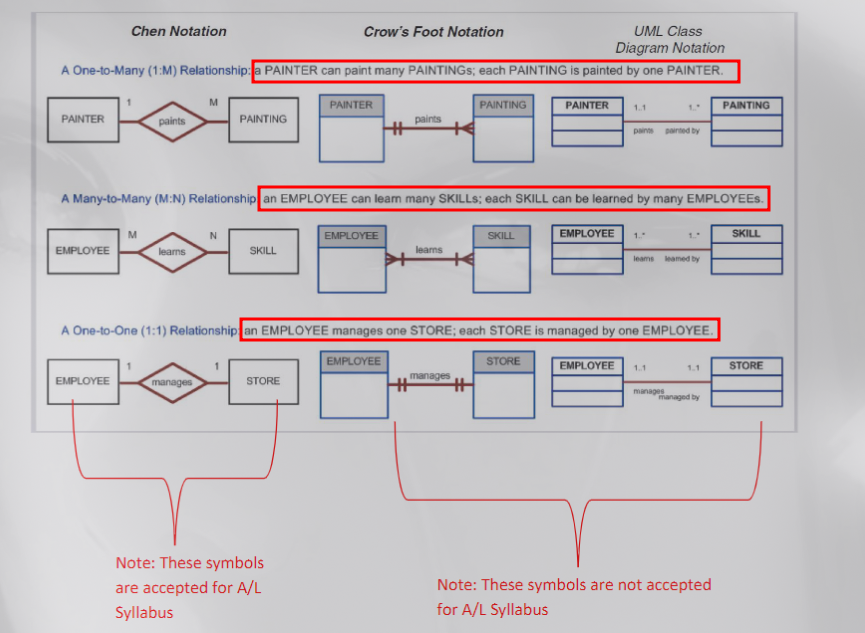 Chen Notation
Crow's Foot Notation
UML Class
Diagram Notation
A One-to-Many (1:M) Relationship: a PAINTER can paint many PAINTINGs; each PAINTING is painted by one PAINTER.
PAINTER
1
paints
M
PAINTING
PAINTER
paints
PAINTING
PAINTER
1..1
1..*
paints
painted by
PAINTING
A Many-to-Many (M:N) Relationship: an EMPLOYEE can learn many SKILLs; each SKILL can be learned by many EMPLOYEEs.
EMPLOYEE
M
learns
N
SKILL
EMPLOYEE
learns
SKILL
EMPLOYEE
1..*
1..*
learns
learned by
SKILL
A One-to-One (1:1) Relationship: an EMPLOYEE manages one STORE; each STORE is managed by one EMPLOYEE.
EMPLOYEE
1
manages
1
STORE
EMPLOYEE
manages
STORE
EMPLOYEE
1..1
1..1
manages
managed by
STORE
Note: These symbols
are accepted for A/L
Syllabus
Note: These symbols are not accepted
for A/L Syllabus